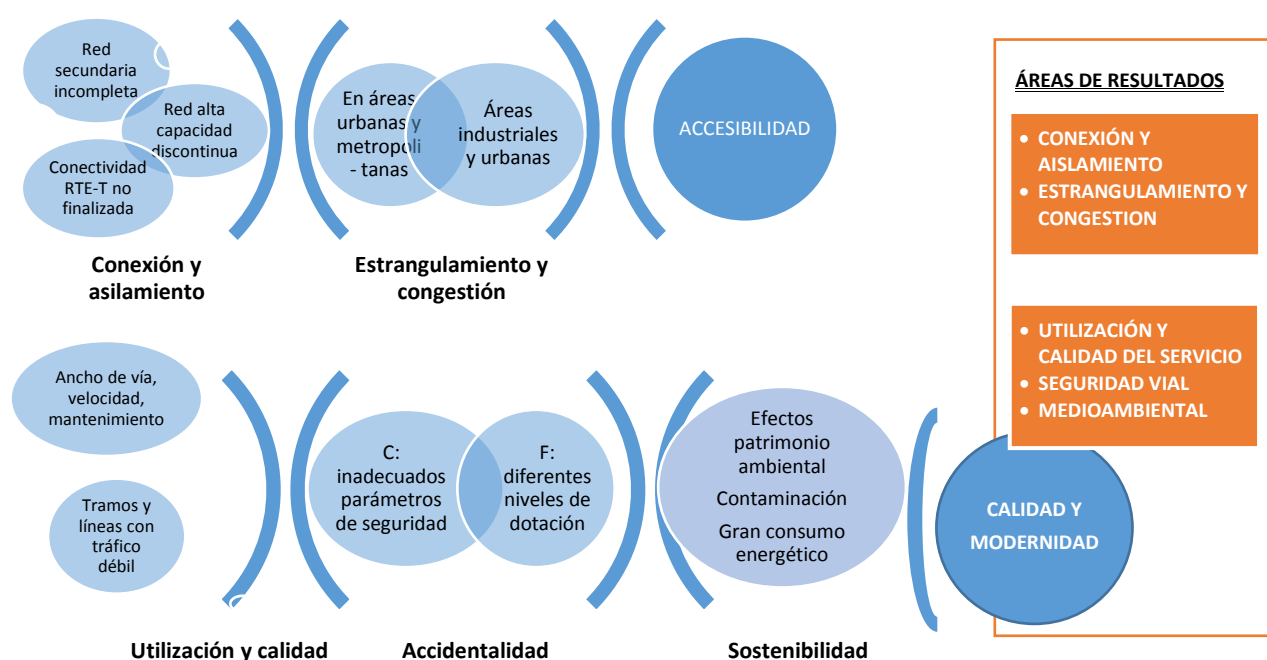 Red
secundaria
incompleta
Red alta
capacidad
discontinua
Conectividad
RTE-T no
finalizada
Conexión y
asilamiento
En áreas
urbanas y
metropoli
- tanas
Áreas
industriales
y urbanas
Estrangulamiento y
congestión
ACCESIBILIDAD
Ancho de vía,
velocidad,
mantenimiento
Tramos y
líneas con
tráfico
débil
Utilización y calidad
C:
inadecuados
parámetros
de seguridad
F:
diferentes
niveles de
dotación
Accidentalidad
Efectos
patrimonio
ambiental
Contaminación
Gran consumo
energético
Sostenibilidad
CALIDAD Y
MODERNIDAD
ÁREAS DE RESULTADOS
• CONEXIÓN Y
AISLAMIENTO
• ESTRANGULAMIENTO Y
CONGESTION
• UTILIZACIÓN Y
CALIDAD DEL SERVICIO
• SEGURIDAD VIAL
• MEDIOAMBIENTAL